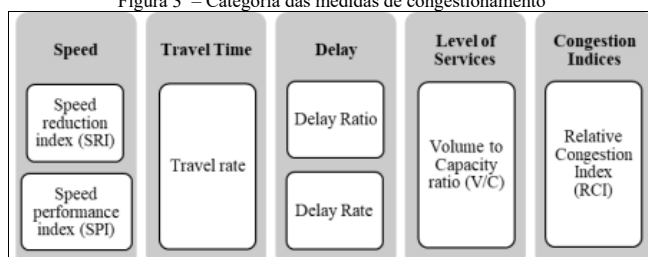 Figura 3 – Categoria das medidas de congestionamento
Speed
Speed
reduction
index (SRI)
Speed
performance
index (SPI)
Travel Time
Travel rate
Delay
Delay Ratio
Delay Rate
Level of
Services
Volume to
Capacity
ratio (V/C)
Congestion
Indices
Relative
Congestion
Index
(RCI)